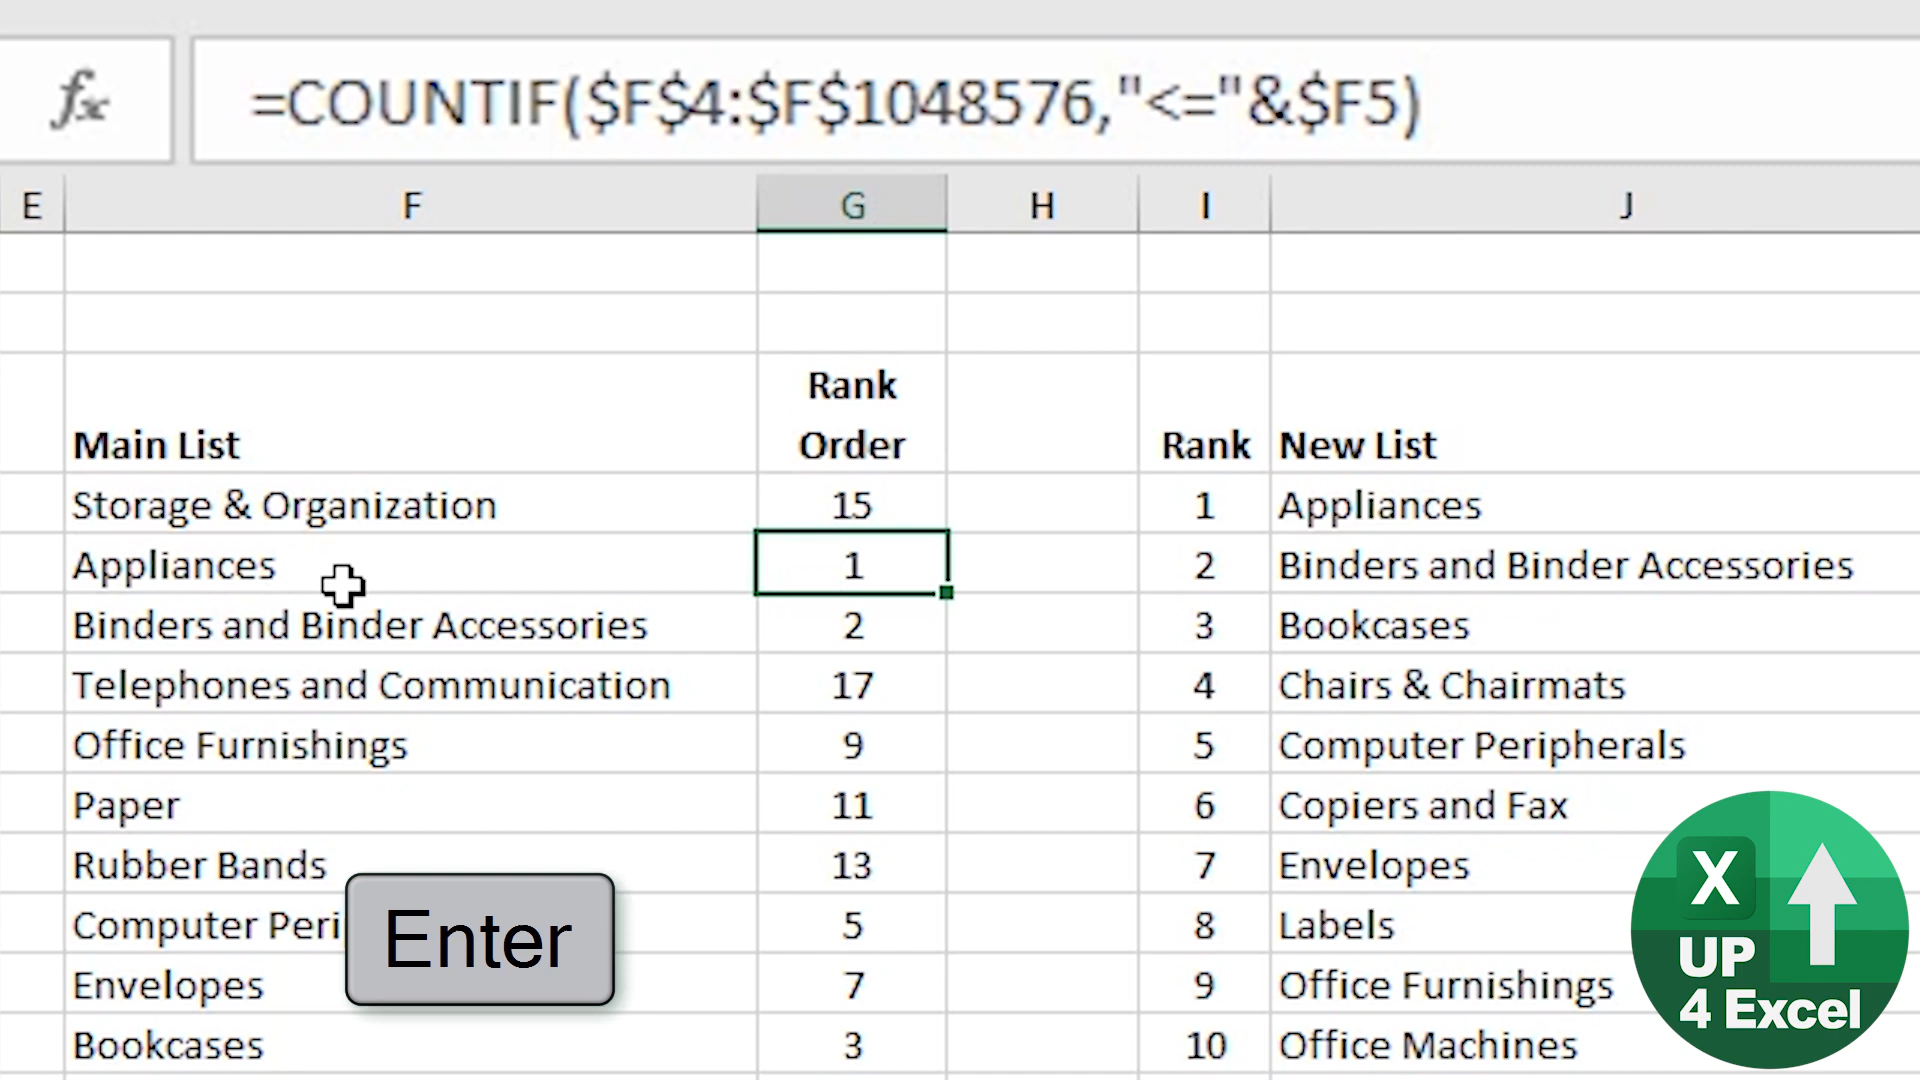 fx =COUNTIF($F$4:$F$1048576,"<="&$F5)
E F G H I J
Rank
Main List Order Rank New List
Storage & Organization 15 1 Appliances
Appliances 1 2 Binders and Binder Accessories
Binders and Binder Accessories 2 3 Bookcases
Telephones and Communication 17 4 Chairs & Chairmats
Office Furnishings 9 5 Computer Peripherals
Paper 11 6 Copiers and Fax
Rubber Bands 13 7 Envelopes
Computer Peri 5 8 Labels
Enter
Envelopes 7 9 Office Furnishings
Bookcases 3 10 Office Machines
X
UP
4 Excel